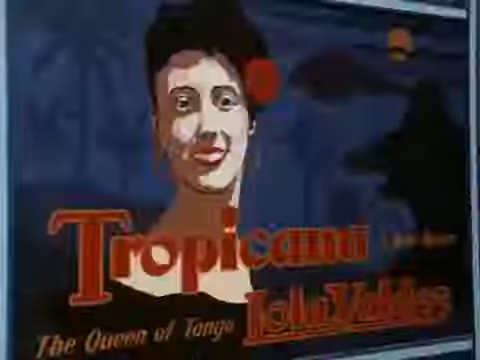 Tropicana
The Queen of Tango Lola Valdes